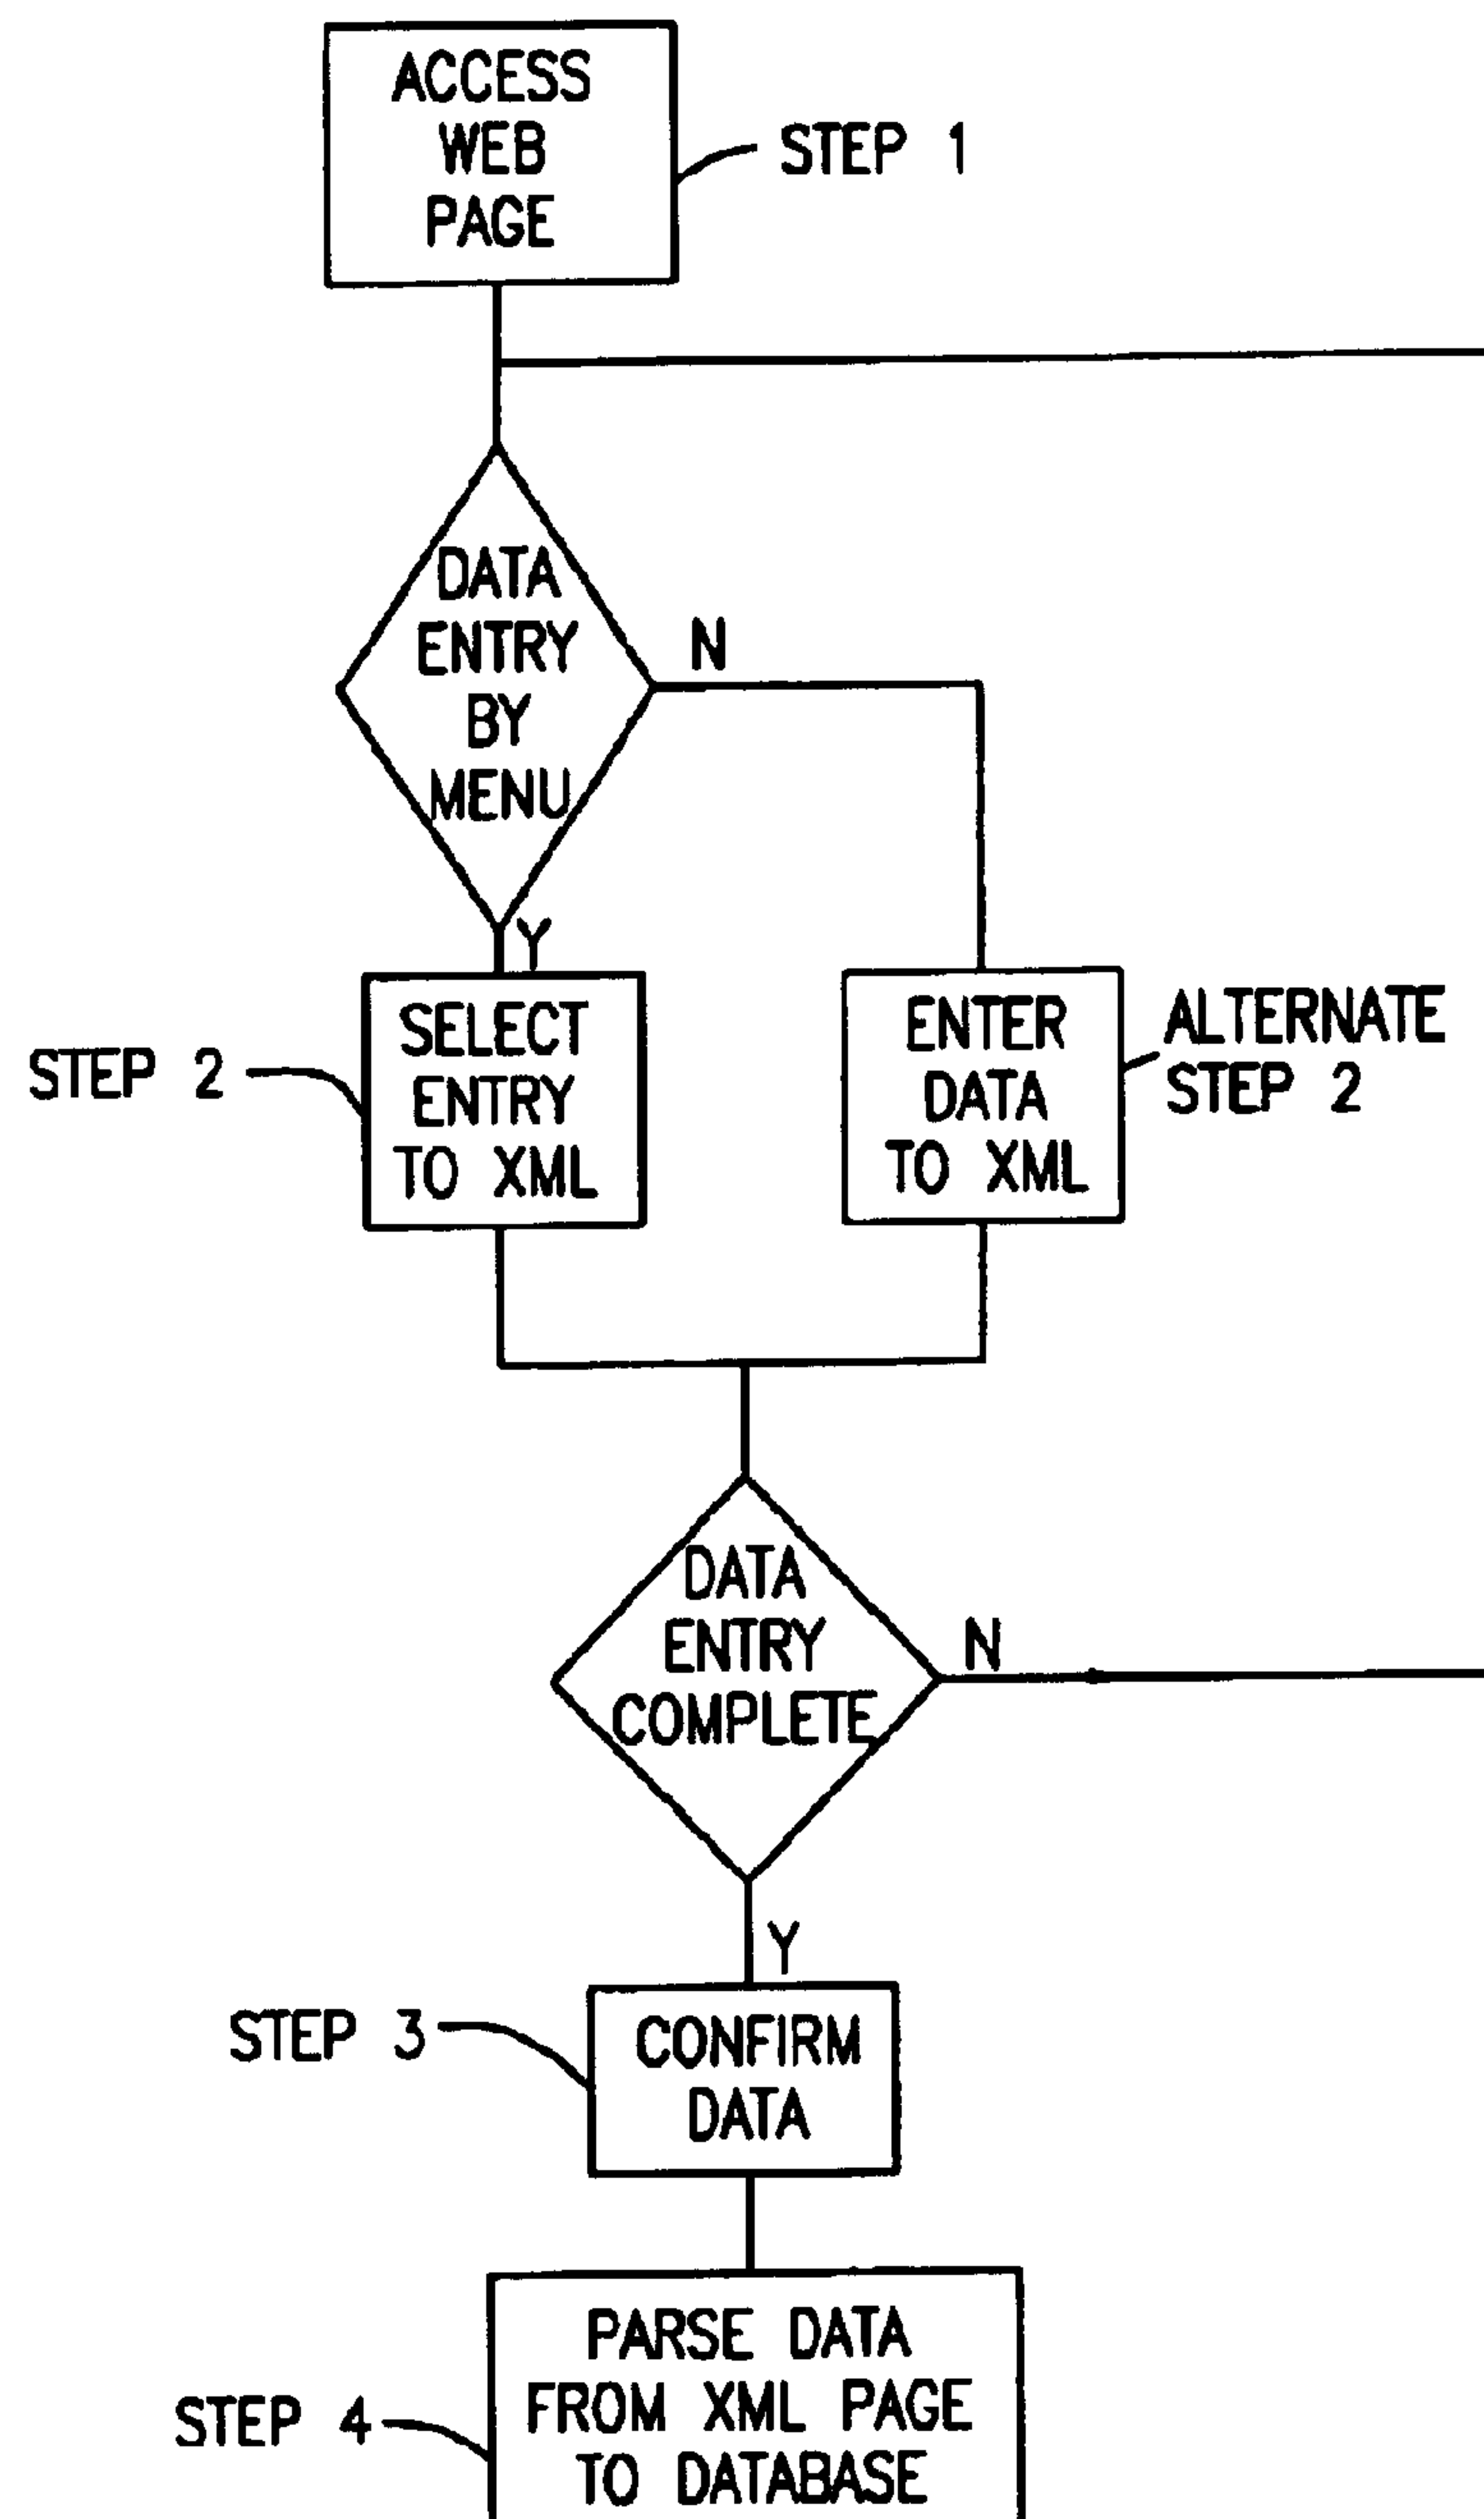 ACCESS
WEB
PAGE
STEP 1
DATA
ENTRY
BY
MENU
N
Y
SELECT
ENTRY
TO XML
STEP 2
ENTER
DATA
TO XML
ALTERNATE
STEP 2
DATA
ENTRY
COMPLETE
N
Y
STEP 3
CONFIRM
DATA
STEP 4
PARSE DATA
FROM XML PAGE
TO DATABASE